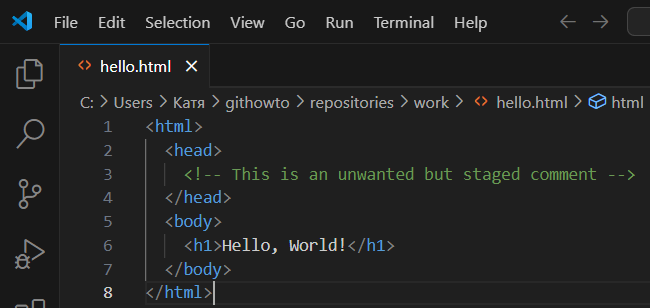 File Edit Selection View Go Run Terminal Help
hello.html
C: > Users > Катя > githowto > repositories > work > hello.html > html
1 <html>
2 <head>
3 <!-- This is an unwanted but staged comment -->
4 </head>
5 <body>
6 <h1>Hello, World!</h1>
7 </body>
8 </html>